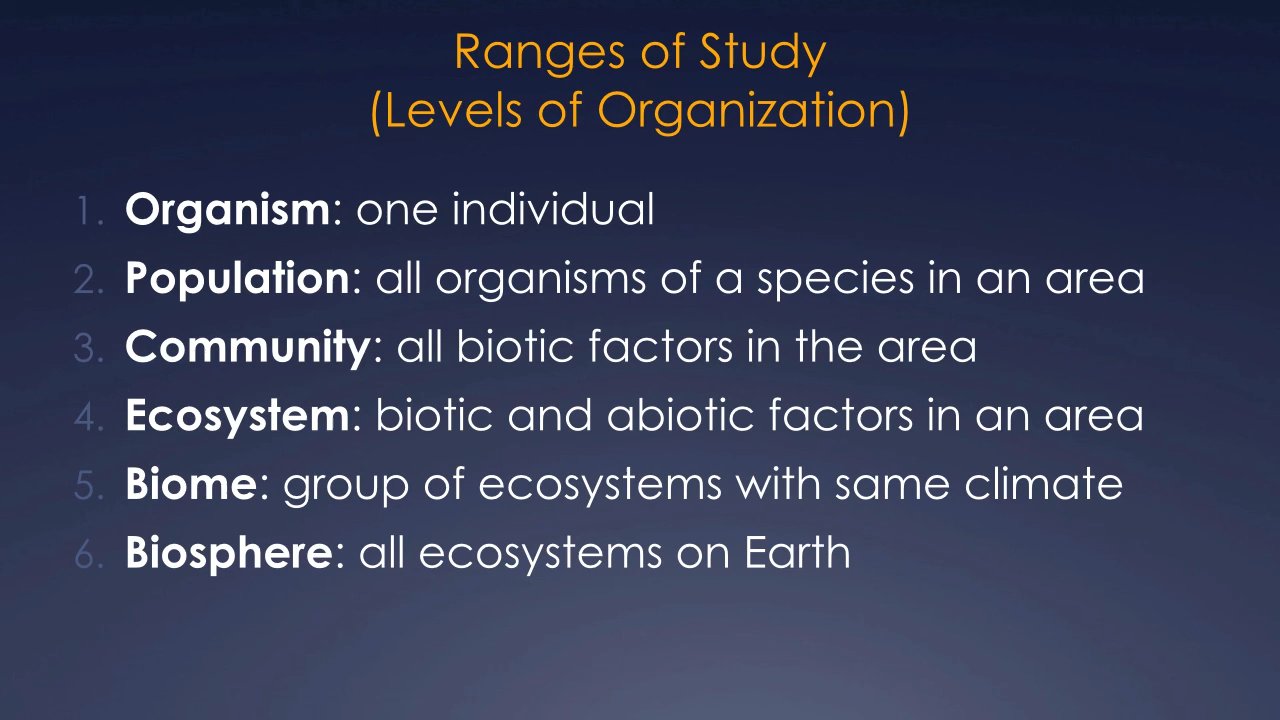 Ranges of Study
(Levels of Organization)
1. Organism: one individual
2. Population: all organisms of a species in an area
3. Community: all biotic factors in the area
4. Ecosystem: biotic and abiotic factors in an area
5. Biome: group of ecosystems with same climate
6. Biosphere: all ecosystems on Earth